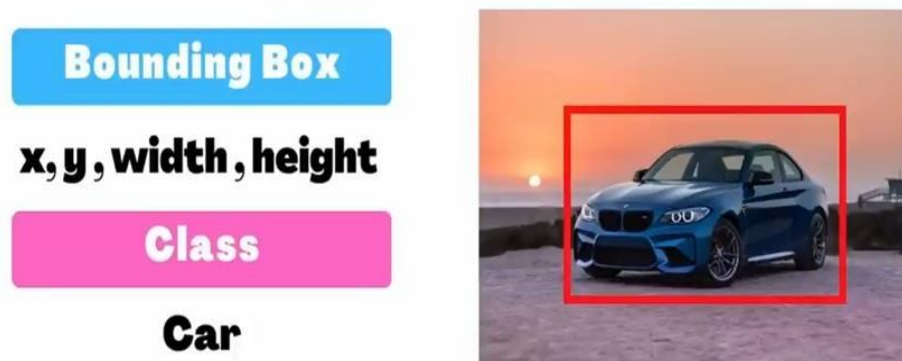 Bounding Box
x, y , width , height
Class
Car